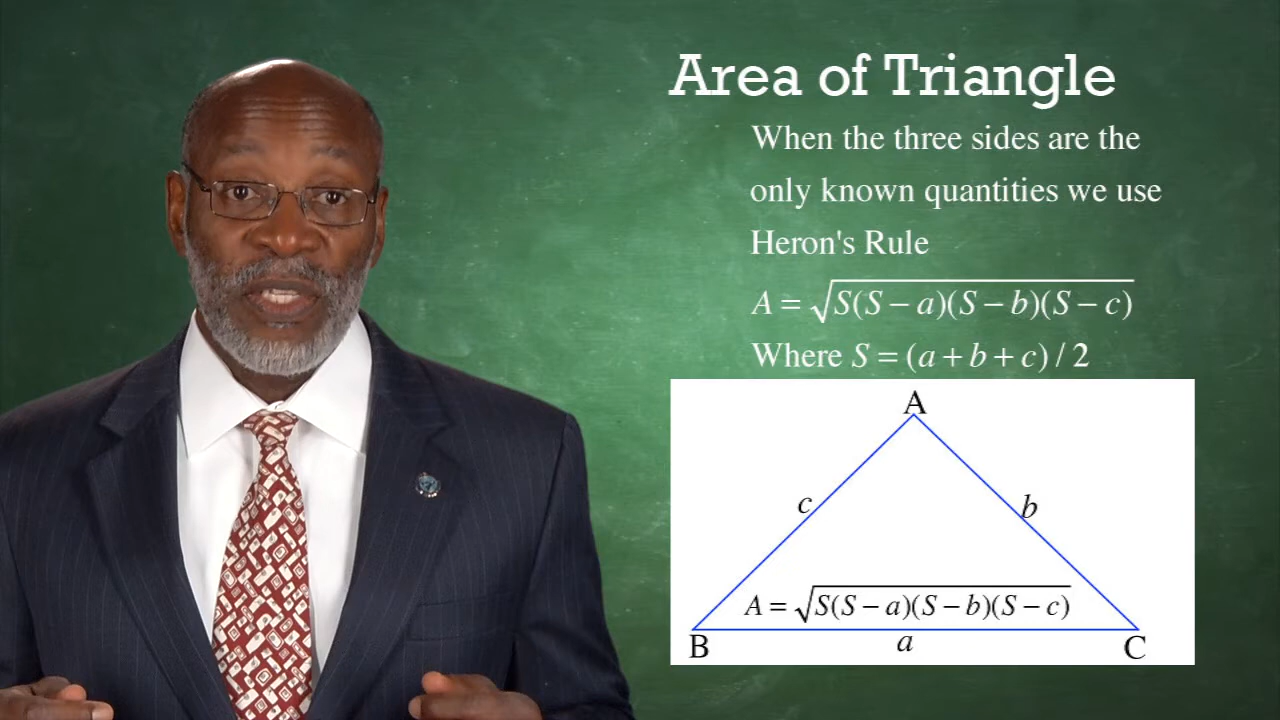 Area of Triangle
When the three sides are the
only known quantities we use
Heron's Rule
A = √S(S − a)(S − b)(S − c)
Where S = (a + b + c) / 2
A
c
b
A = √S(S − a)(S − b)(S − c)
B
a
C